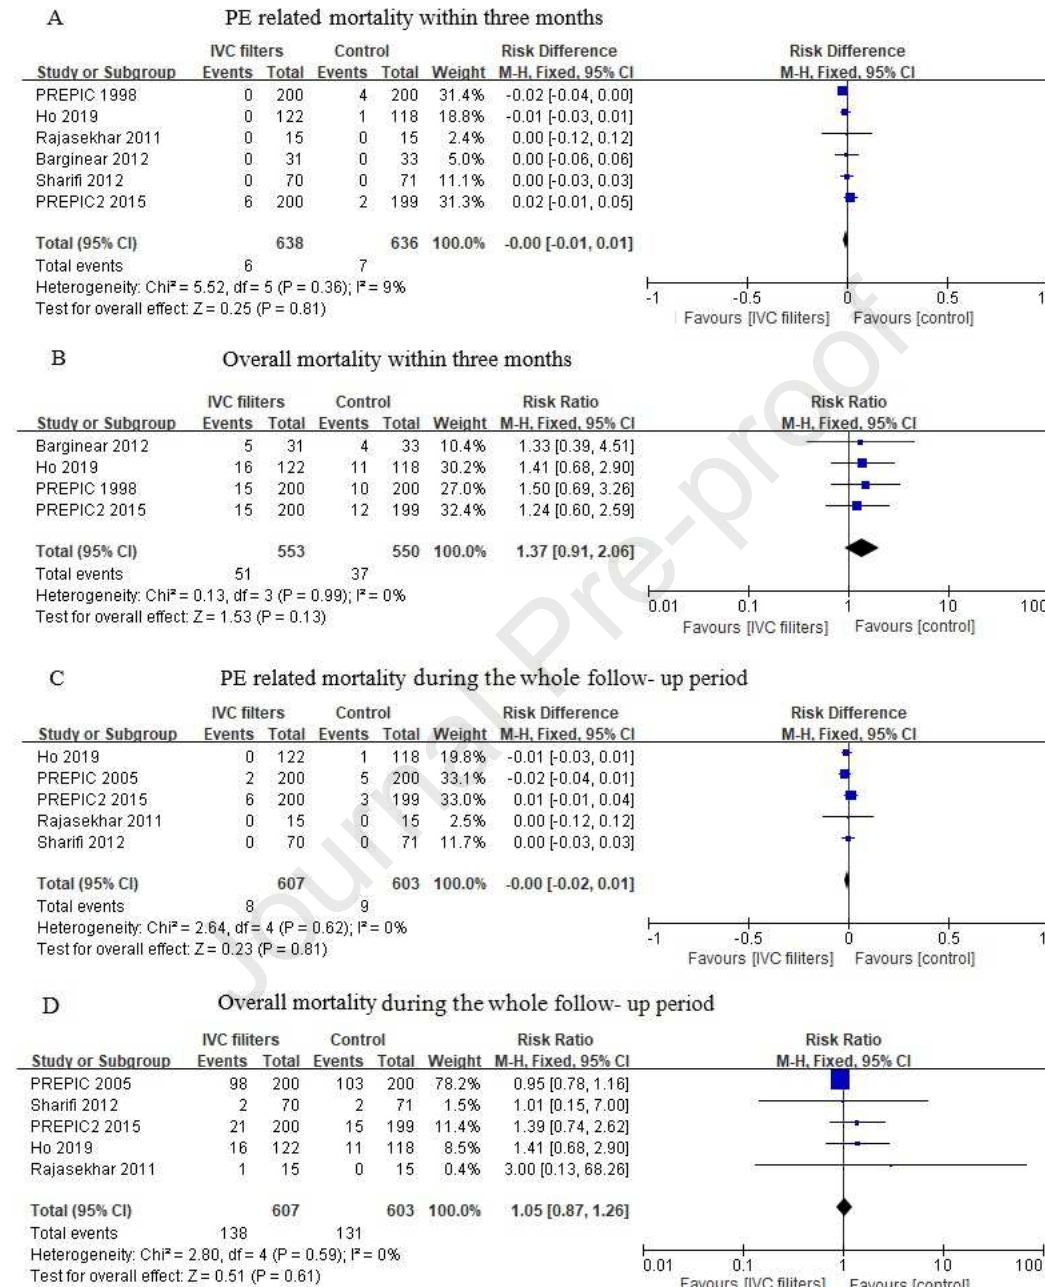 A PE related mortality within three months
IVC filters Control Risk Difference Risk Difference
Study or Subgroup Events Total Events Total Weight M-H, Fixed, 95% CI M-H, Fixed, 95% CI
PREPIC 1998 0 200 4 200 31.4% -0.02 [-0.04, 0.00]
Ho 2019 0 122 1 118 18.8% -0.01 [-0.03, 0.01]
Rajasekhar 2011 0 15 0 15 2.4% 0.00 [-0.12, 0.12]
Barginear 2012 0 31 0 33 5.0% 0.00 [-0.06, 0.06]
Sharifi 2012 0 70 0 71 11.1% 0.00 [-0.03, 0.03]
PREPIC2 2015 6 200 2 199 31.3% 0.02 [-0.01, 0.05]
Total (95% CI) 638 636 100.0% -0.00 [-0.01, 0.01]
Total events 6 7
Heterogeneity: Chi² = 5.52, df = 5 (P = 0.36); I² = 9%
Test for overall effect: Z = 0.25 (P = 0.81)
-1 -0.5 0 0.5 1
Favours [IVC filiters] Favours [control]
B Overall mortality within three months
IVC filiters Control Risk Ratio Risk Ratio
Study or Subgroup Events Total Events Total Weight M-H, Fixed, 95% CI M-H, Fixed, 95% CI
Barginear 2012 5 31 4 33 10.4% 1.33 [0.39, 4.51]
Ho 2019 16 122 11 118 30.2% 1.41 [0.68, 2.90]
PREPIC 1998 15 200 10 200 27.0% 1.50 [0.69, 3.26]
PREPIC2 2015 15 200 12 199 32.4% 1.24 [0.60, 2.59]
Total (95% CI) 553 550 100.0% 1.37 [0.91, 2.06]
Total events 51 37
Heterogeneity: Chi² = 0.13, df = 3 (P = 0.99); I² = 0%
Test for overall effect: Z = 1.53 (P = 0.13)
0.01 0.1 1 10 100
Favours [IVC filiters] Favours [control]
C PE related mortality during the whole follow- up period
IVC filters Control Risk Difference Risk Difference
Study or Subgroup Events Total Events Total Weight M-H, Fixed, 95% CI M-H, Fixed, 95% CI
Ho 2019 0 122 1 118 19.8% -0.01 [-0.03, 0.01]
PREPIC 2005 2 200 5 200 33.1% -0.02 [-0.04, 0.01]
PREPIC2 2015 6 200 3 199 33.0% 0.01 [-0.01, 0.04]
Rajasekhar 2011 0 15 0 15 2.5% 0.00 [-0.12, 0.12]
Sharifi 2012 0 70 0 71 11.7% 0.00 [-0.03, 0.03]
Total (95% CI) 607 603 100.0% -0.00 [-0.02, 0.01]
Total events 8 9
Heterogeneity: Chi² = 2.64, df = 4 (P = 0.62); I² = 0%
Test for overall effect: Z = 0.23 (P = 0.81)
-1 -0.5 0 0.5 1
Favours [IVC filiters] Favours [control]
D Overall mortality during the whole follow- up period
IVC filters Control Risk Ratio Risk Ratio
Study or Subgroup Events Total Events Total Weight M-H, Fixed, 95% CI M-H, Fixed, 95% CI
PREPIC 2005 98 200 103 200 78.2% 0.95 [0.78, 1.16]
Sharifi 2012 2 70 2 71 1.5% 1.01 [0.15, 7.00]
PREPIC2 2015 21 200 15 199 11.4% 1.39 [0.74, 2.62]
Ho 2019 16 122 11 118 8.5% 1.41 [0.68, 2.90]
Rajasekhar 2011 1 15 0 15 0.4% 3.00 [0.13, 68.26]
Total (95% CI) 607 603 100.0% 1.05 [0.87, 1.26]
Total events 138 131
Heterogeneity: Chi² = 2.80, df = 4 (P = 0.59); I² = 0%
Test for overall effect: Z = 0.51 (P = 0.61)
0.01 0.1 1 10 100
Favours [IVC filiters] Favours [control]
Journal Pre-proof